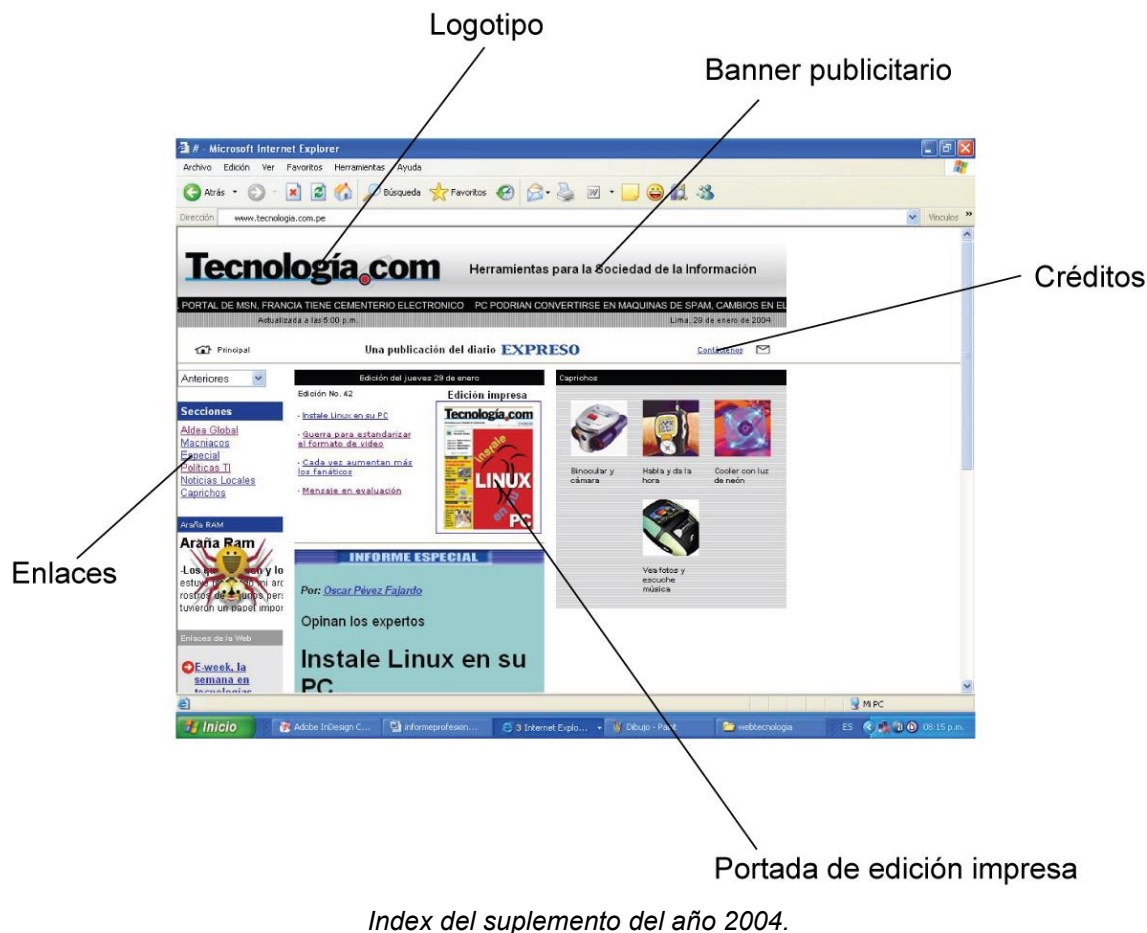 Logotipo
Banner publicitario
# - Microsoft Internet Explorer
Archivo Edición Ver Favoritos Herramientas Ayuda
Atrás Búsqueda Favoritos
Dirección www.tecnologia.com.pe Vínculos
Tecnología.com Herramientas para la Sociedad de la Información
Créditos
PORTAL DE MSN, FRANCIA TIENE CEMENTERIO ELECTRONICO PC PODRIAN CONVERTIRSE EN MAQUINAS DE SPAM, CAMBIOS EN EL
Actualizada a las 5:00 p.m. Lima, 29 de enero de 2004
Principal Una publicación del diario EXPRESO Contáctenos
Anteriores
Edición del jueves 29 de enero
Caprichos
Edición No. 42 Edición impresa
Secciones
Aldea Global
Macniacos
Especial
Políticas TI
Noticias Locales
Caprichos
· Instale Linux en su PC
· Guerra para estandarizar
el formato de video
· Cada vez aumentan más
los fanáticos
· Mensaje en evaluación
Tecnología.com
Instale
LINUX
en su
PC
Binocular y
cámara
Habla y da la
hora
Cooler con luz
de neón
Vea fotos y
escuche
música
Araña RAM
Araña Ram
Enlaces
INFORME ESPECIAL
Por: Oscar Pévez Fajardo
Opinan los expertos
Instale Linux en su
PC
Enlaces de la Web
E-week, la
semana en
tecnologías
Mi PC
Inicio Adobe InDesign C... informeprofesion... 3 Internet Explo... Dibujo - Paint webtecnologia ES 08:15 p.m.
Portada de edición impresa
Index del suplemento del año 2004.